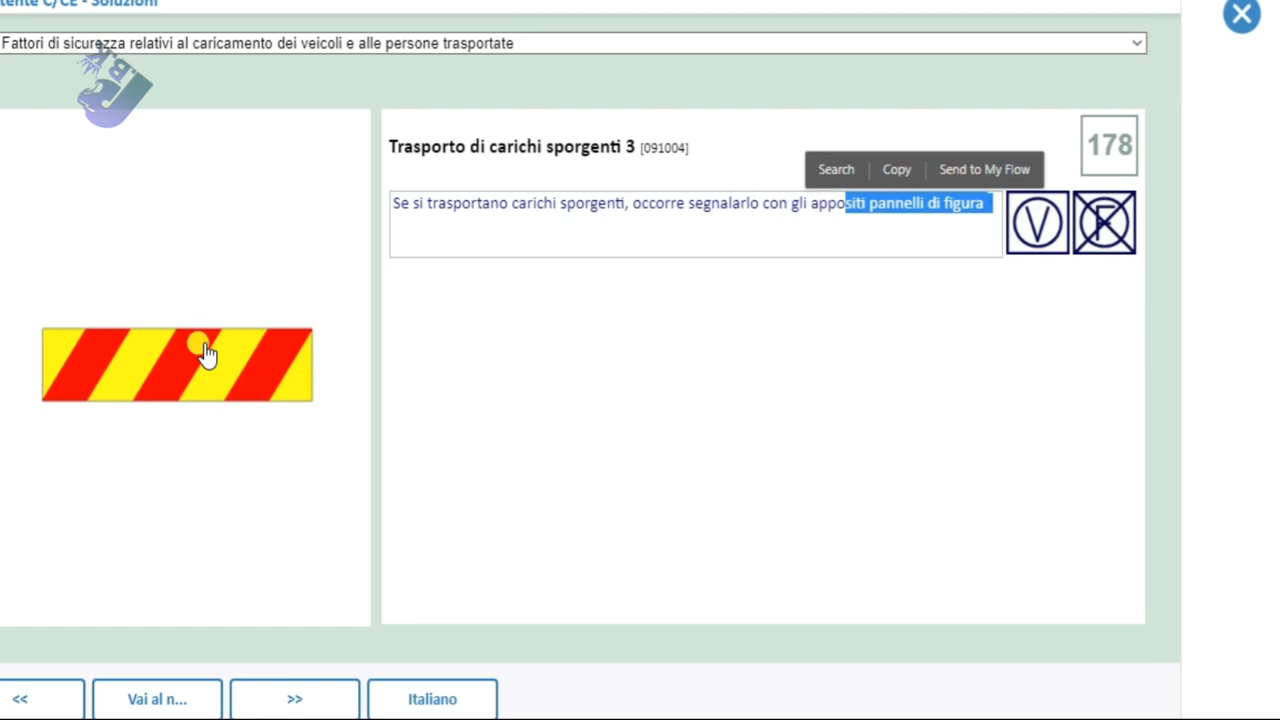 Patente C/CE - Soluzioni
Fattori di sicurezza relativi al caricamento dei veicoli e alle persone trasportate
P.B.K
Trasporto di carichi sporgenti 3 [091004]
178
Search
Copy
Send to My Flow
Se si trasportano carichi sporgenti, occorre segnalarlo con gli appositi pannelli di figura
V
F
<<
Vai al n...
>>
Italiano